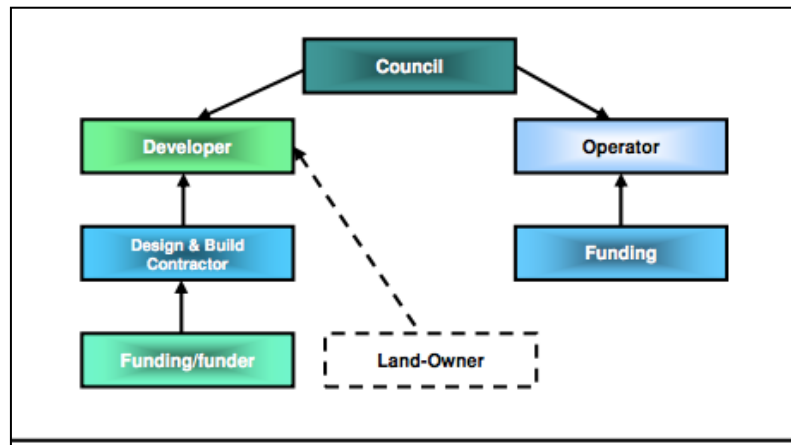 Council
Developer
Operator
Design & Build
Contractor
Funding
Funding/funder
Land-Owner